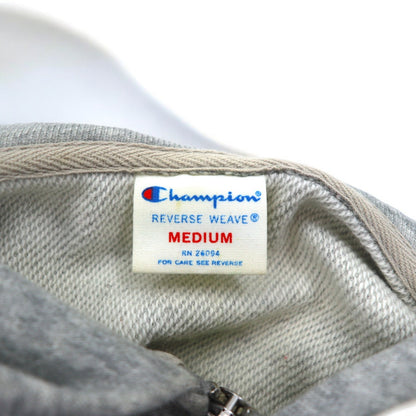 Champion®
REVERSE WEAVE®
MEDIUM
RN 26094
FOR CARE SEE REVERSE